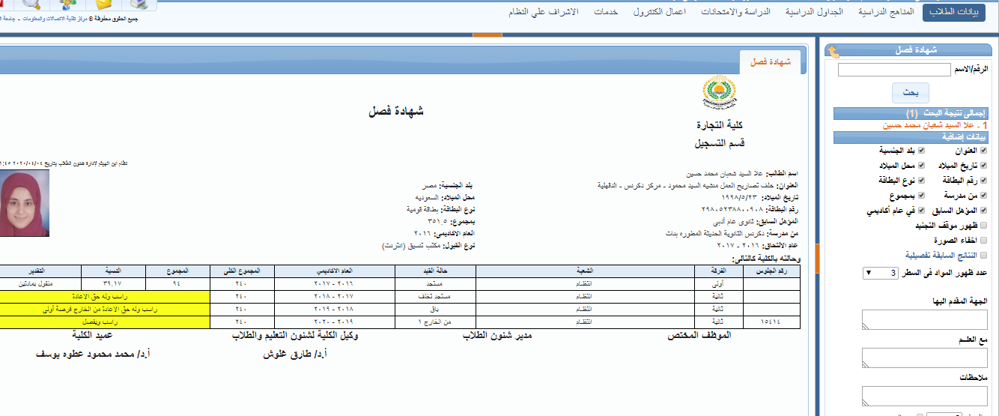 بيانات الطلاب المناهج الدراسية الجداول الدراسية الدراسة والامتحانات اعمال الكنترول خدمات الاشراف علي النظام
جميع الحقوق محفوظة © مركز تقنية الاتصالات والمعلومات - جامعة
شهادة فصل
الرقم/الاسم
بحث
إجمالى نتيجة البحث (1)
1 - علا السيد شعبان محمد حسين
بيانات إضافية
العنوان بلد الجنسية
تاريخ الميلاد محل الميلاد
رقم البطاقة نوع البطاقة
من مدرسة بمجموع
المؤهل السابق في عام أكاديمي
ظهور موقف التجنيد
اخفاء الصورة
النتائج السابقة تفصيلية
عدد ظهور المواد فى السطر 3
الجهة المقدم اليها
مع العلــم
ملاحظات
شهادة فصل
شهادة فصل
كلية التجارة
قسم التسجيل
نظام ابن الهيثم لإدارة شئون الطلاب بتاريخ ٢٠٢٠/٠٤/٠٤
اسم الطالب: علا السيد شعبان محمد حسين
العنوان: خلف تصاريح العمل منشيه السيد محمود - مركز دكرنس - الدقهلية بلد الجنسية: مصر
تاريخ الميلاد: ١٩٩٨/٥/٢٣ محل الميلاد: السعوديه
رقم البطاقة: ٢٩٨٠٥٢٣٨٨٠٠٩٠٨ نوع البطاقة: بطاقة قومية
المؤهل السابق: ثانوى عام أدبى بمجموع: ٣٥١.٥
من مدرسة: دكرنس الثانوية الحديثة المطوره بنات العام الاكاديمى: ٢٠١٦
عام الالتحاق: ٢٠١٦ - ٢٠١٧ نوع القبول: مكتب تنسيق (انترنت)
وحالته بالكلية كالتالى:
رقم الجلوس الفرقة الشعبة حالة القيد العام الاكاديمي المجموع الكلى المجموع النسبة التقدير
أولى انتظـام مستجد ٢٠١٦ - ٢٠١٧ ٢٤٠ ٩٤ ٣٩.١٧ منقول بمادتين
ثانية انتظـام مستجد تخلف ٢٠١٧ - ٢٠١٨ ٢٤٠ راسب وله حق الاعادة
ثانية انتظـام باق ٢٠١٨ - ٢٠١٩ ٢٤٠ راسب وله حق الاعادة من الخارج فرصة أولى
١٥٤١٤ ثانية انتظـام من الخارج ١ ٢٠١٩ - ٢٠٢٠ ٢٤٠ راسب ويفصل
الموظف المختص مدير شئون الطلاب وكيل الكلية لشئون التعليم والطلاب عميد الكلية
أ.د/ طارق غلوش أ.د/ محمد محمود عطوه يوسف